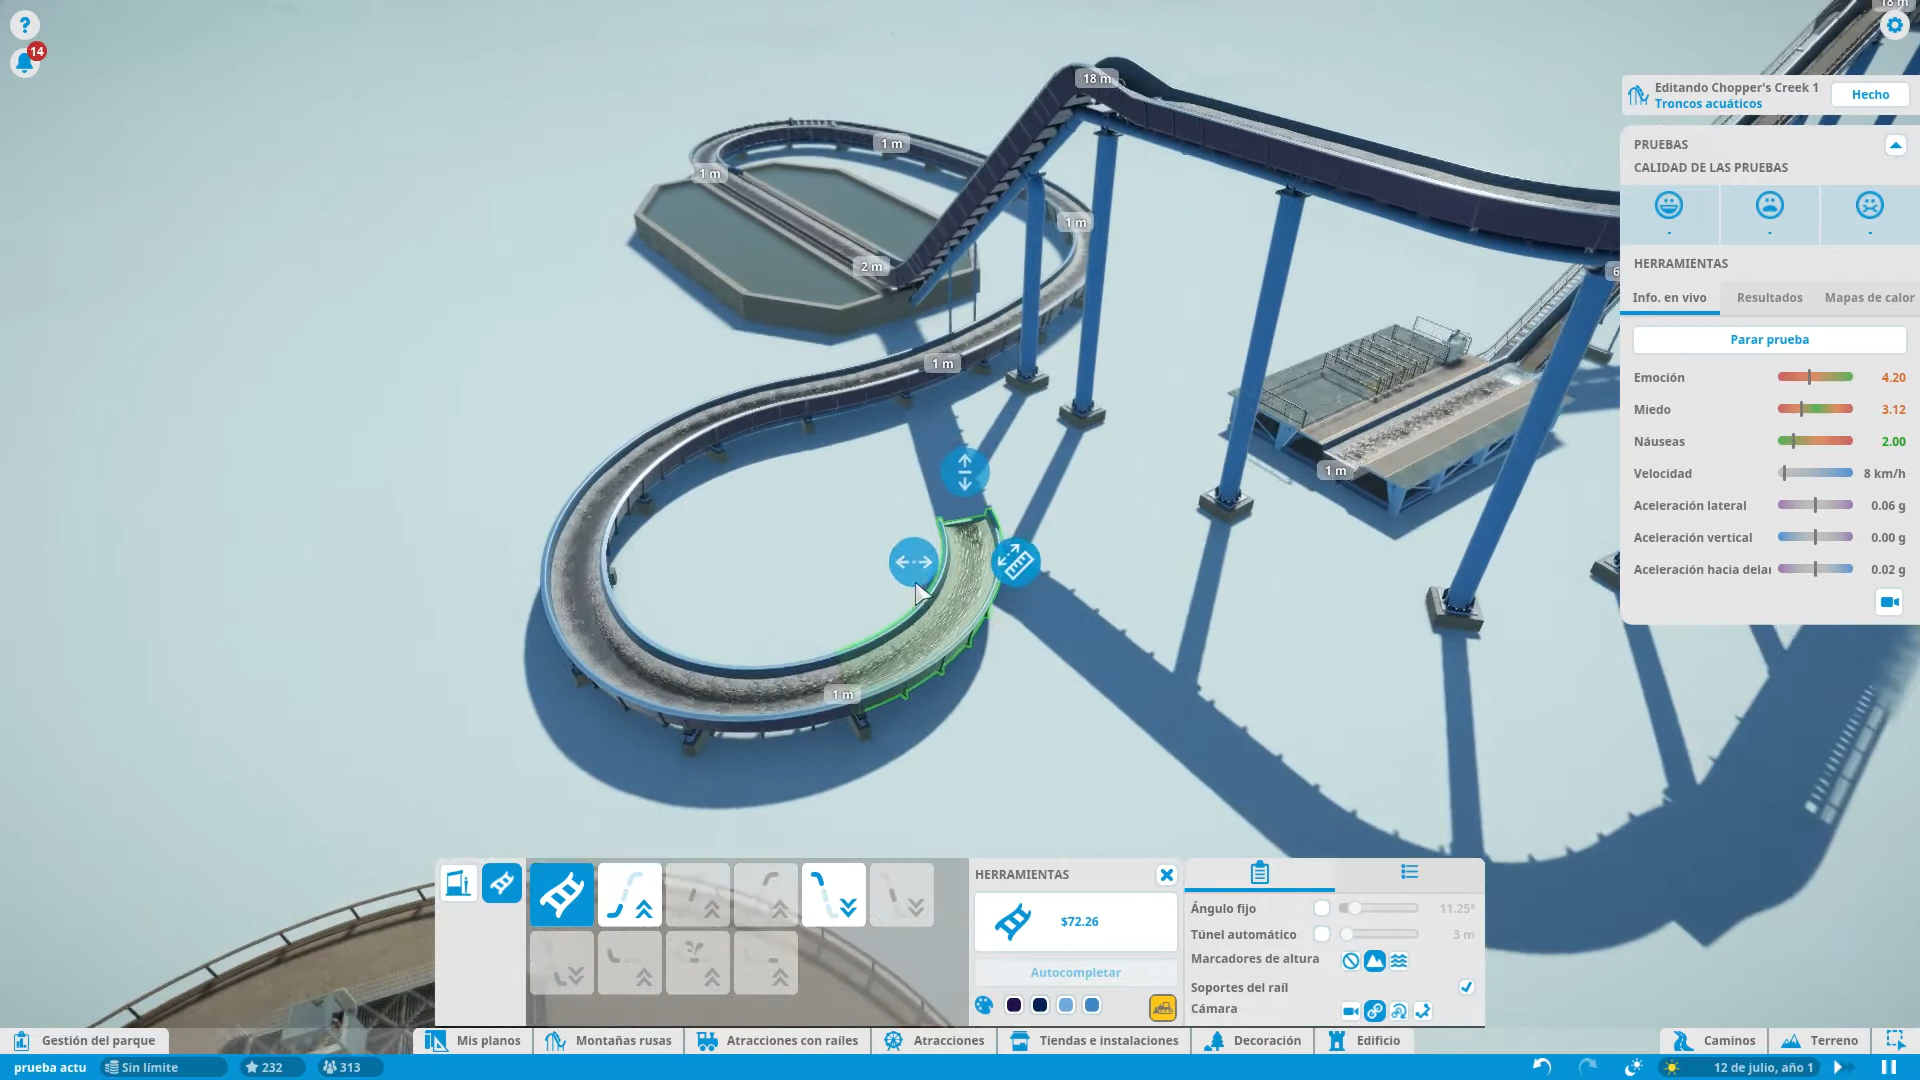 ?
14
18 m
18 m
1 m
1 m
1 m
2 m
1 m
1 m
1 m
6
Editando Chopper's Creek 1
Troncos acuáticos
Hecho
PRUEBAS
CALIDAD DE LAS PRUEBAS
- - -
HERRAMIENTAS
Info. en vivo Resultados Mapas de calor
Parar prueba
Emoción 4.20
Miedo 3.12
Náuseas 2.00
Velocidad 8 km/h
Aceleración lateral 0.06 g
Aceleración vertical 0.00 g
Aceleración hacia delan 0.02 g
HERRAMIENTAS
$72.26
Autocompletar
Ángulo fijo 11.25°
Túnel automático 3 m
Marcadores de altura
Soportes del raíl
Cámara
Gestión del parque
Mis planos Montañas rusas Atracciones con raíles Atracciones Tiendas e instalaciones Decoración Edificio
Caminos Terreno
prueba actu Sin límite 232 313
12 de julio, año 1